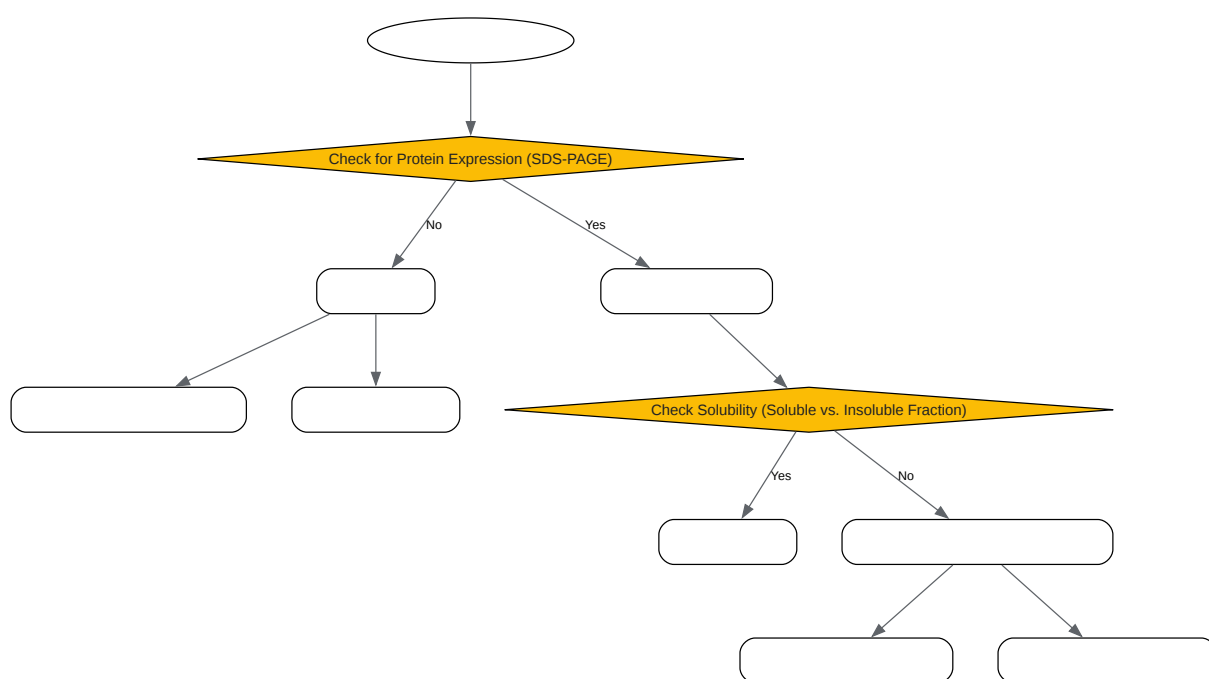 Check for Protein Expression (SDS-PAGE)
No
Yes
Check Solubility (Soluble vs. Insoluble Fraction)
Yes
No